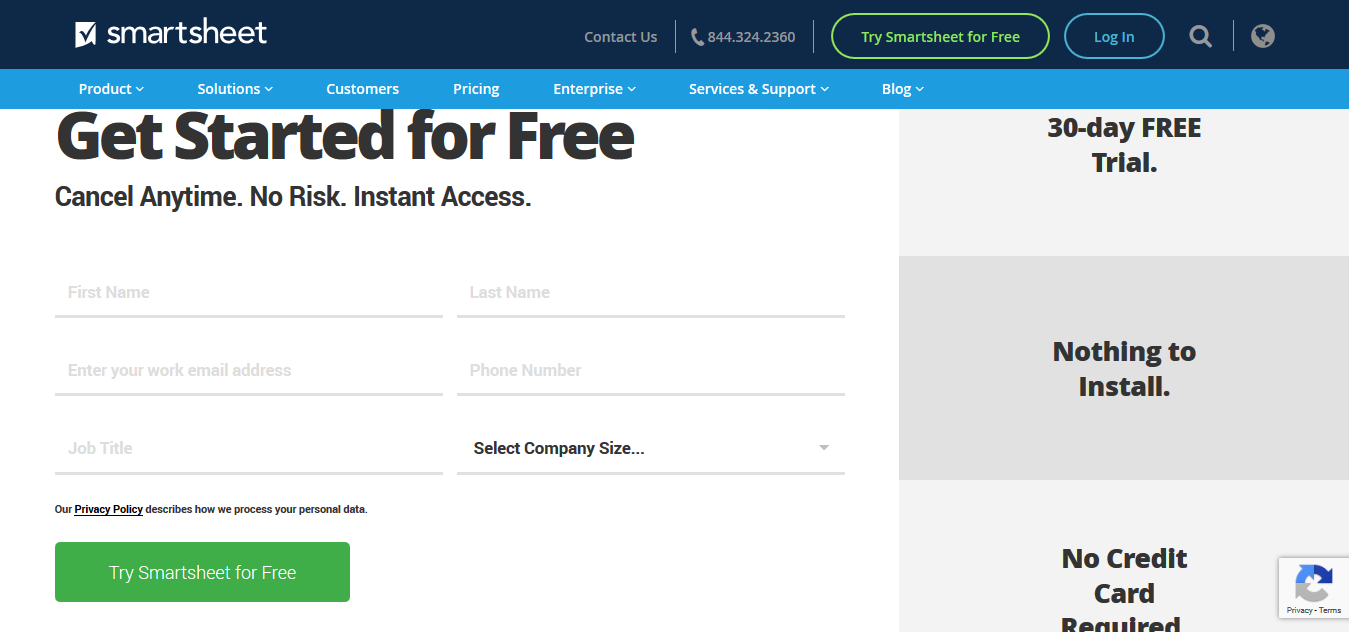 smartsheet
Contact Us
844.324.2360
Try Smartsheet for Free
Log In
Product
Solutions
Customers
Pricing
Enterprise
Services & Support
Blog
Get Started for Free
Cancel Anytime. No Risk. Instant Access.
First Name
Last Name
Enter your work email address
Phone Number
Job Title
Select Company Size...
Our Privacy Policy describes how we process your personal data.
Try Smartsheet for Free
30-day FREE
Trial.
Nothing to
Install.
No Credit
Card
Required
Privacy - Terms